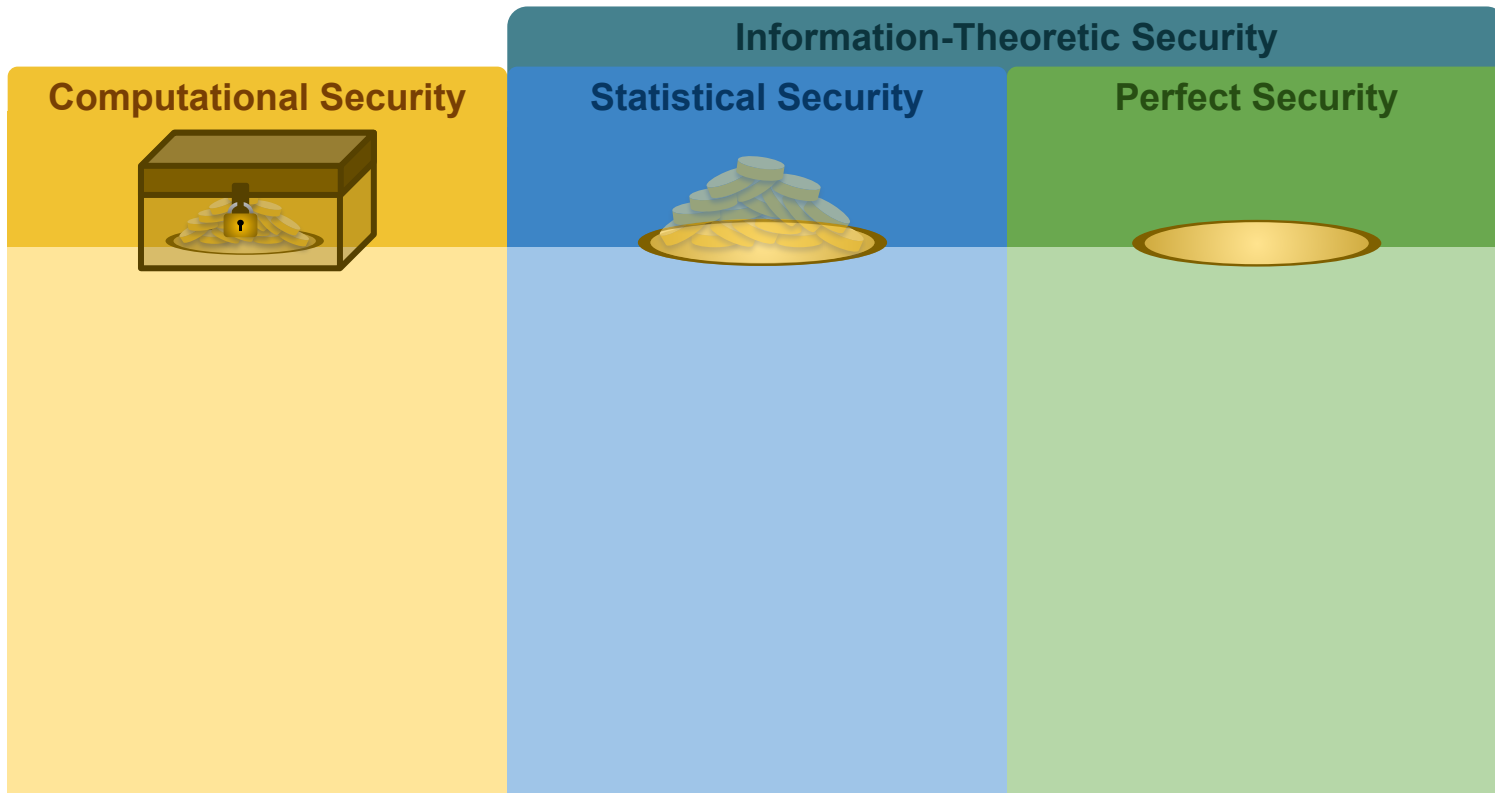 Information-Theoretic Security
Computational Security
Statistical Security
Perfect Security